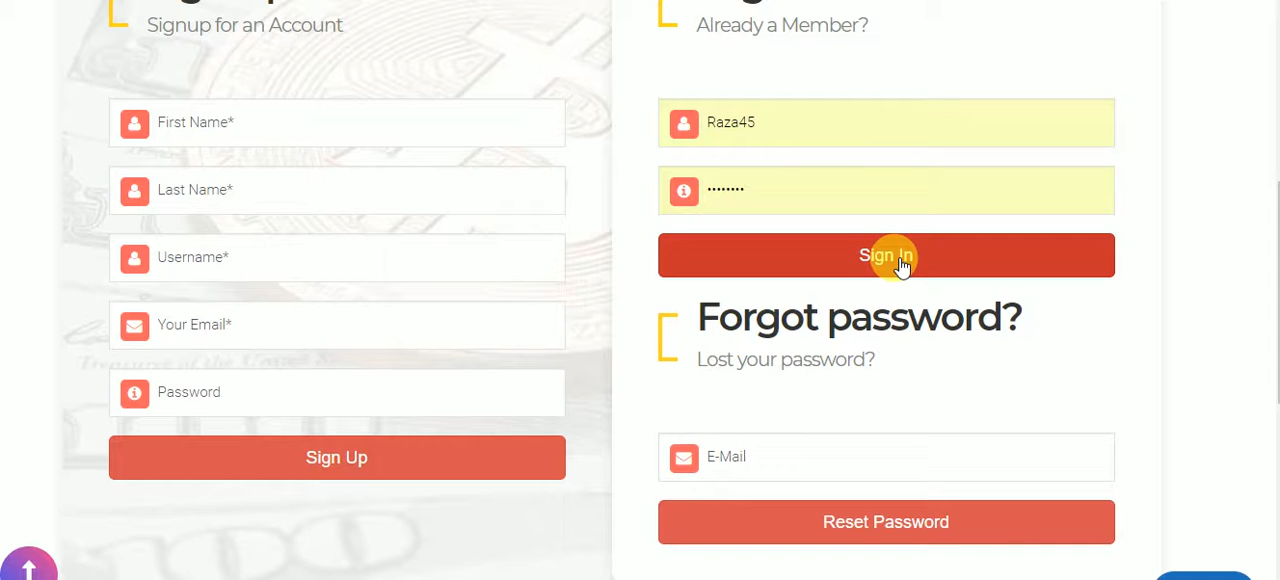 Signup for an Account
First Name*
Last Name*
Username*
Your Email*
Password
Sign Up
Already a Member?
Raza45
••••••••
Sign In
Forgot password?
Lost your password?
E-Mail
Reset Password